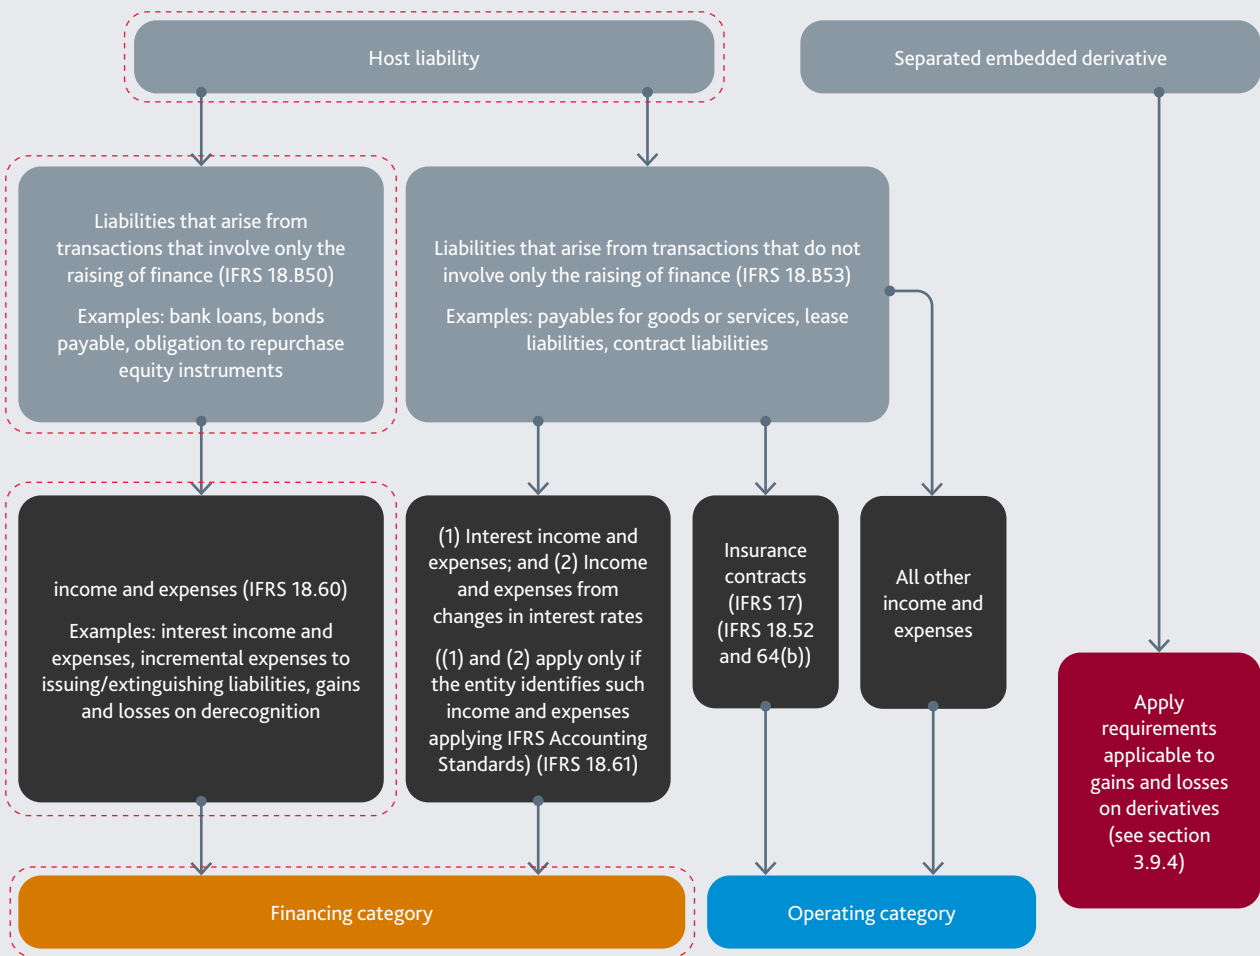 Host liability
Separated embedded derivative
Liabilities that arise from
transactions that involve only the
raising of finance (IFRS 18.B50)
Examples: bank loans, bonds
payable, obligation to repurchase
equity instruments
Liabilities that arise from transactions that do not
involve only the raising of finance (IFRS 18.B53)
Examples: payables for goods or services, lease
liabilities, contract liabilities
income and expenses (IFRS 18.60)
Examples: interest income and
expenses, incremental expenses to
issuing/extinguishing liabilities, gains
and losses on derecognition
(1) Interest income and
expenses; and (2) Income
and expenses from
changes in interest rates
((1) and (2) apply only if
the entity identifies such
income and expenses
applying IFRS Accounting
Standards) (IFRS 18.61)
Insurance
contracts
(IFRS 17)
(IFRS 18.52
and 64(b))
All other
income and
expenses
Apply
requirements
applicable to
gains and losses
on derivatives
(see section
3.9.4)
Financing category
Operating category